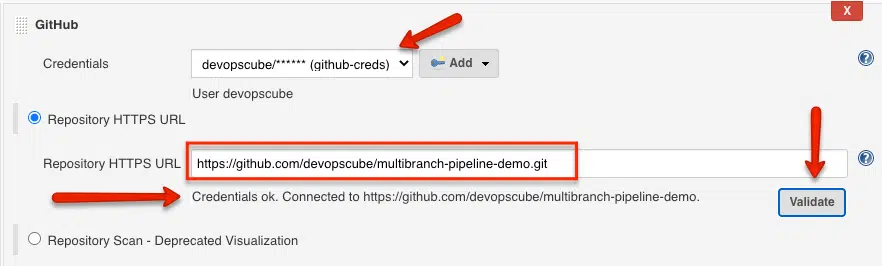 X
GitHub
Credentials
devopscube/****** (github-creds)
Add
?
User devopscube
Repository HTTPS URL
Repository HTTPS URL
https://github.com/devopscube/multibranch-pipeline-demo.git
?
Credentials ok. Connected to https://github.com/devopscube/multibranch-pipeline-demo.
Validate
Repository Scan - Deprecated Visualization